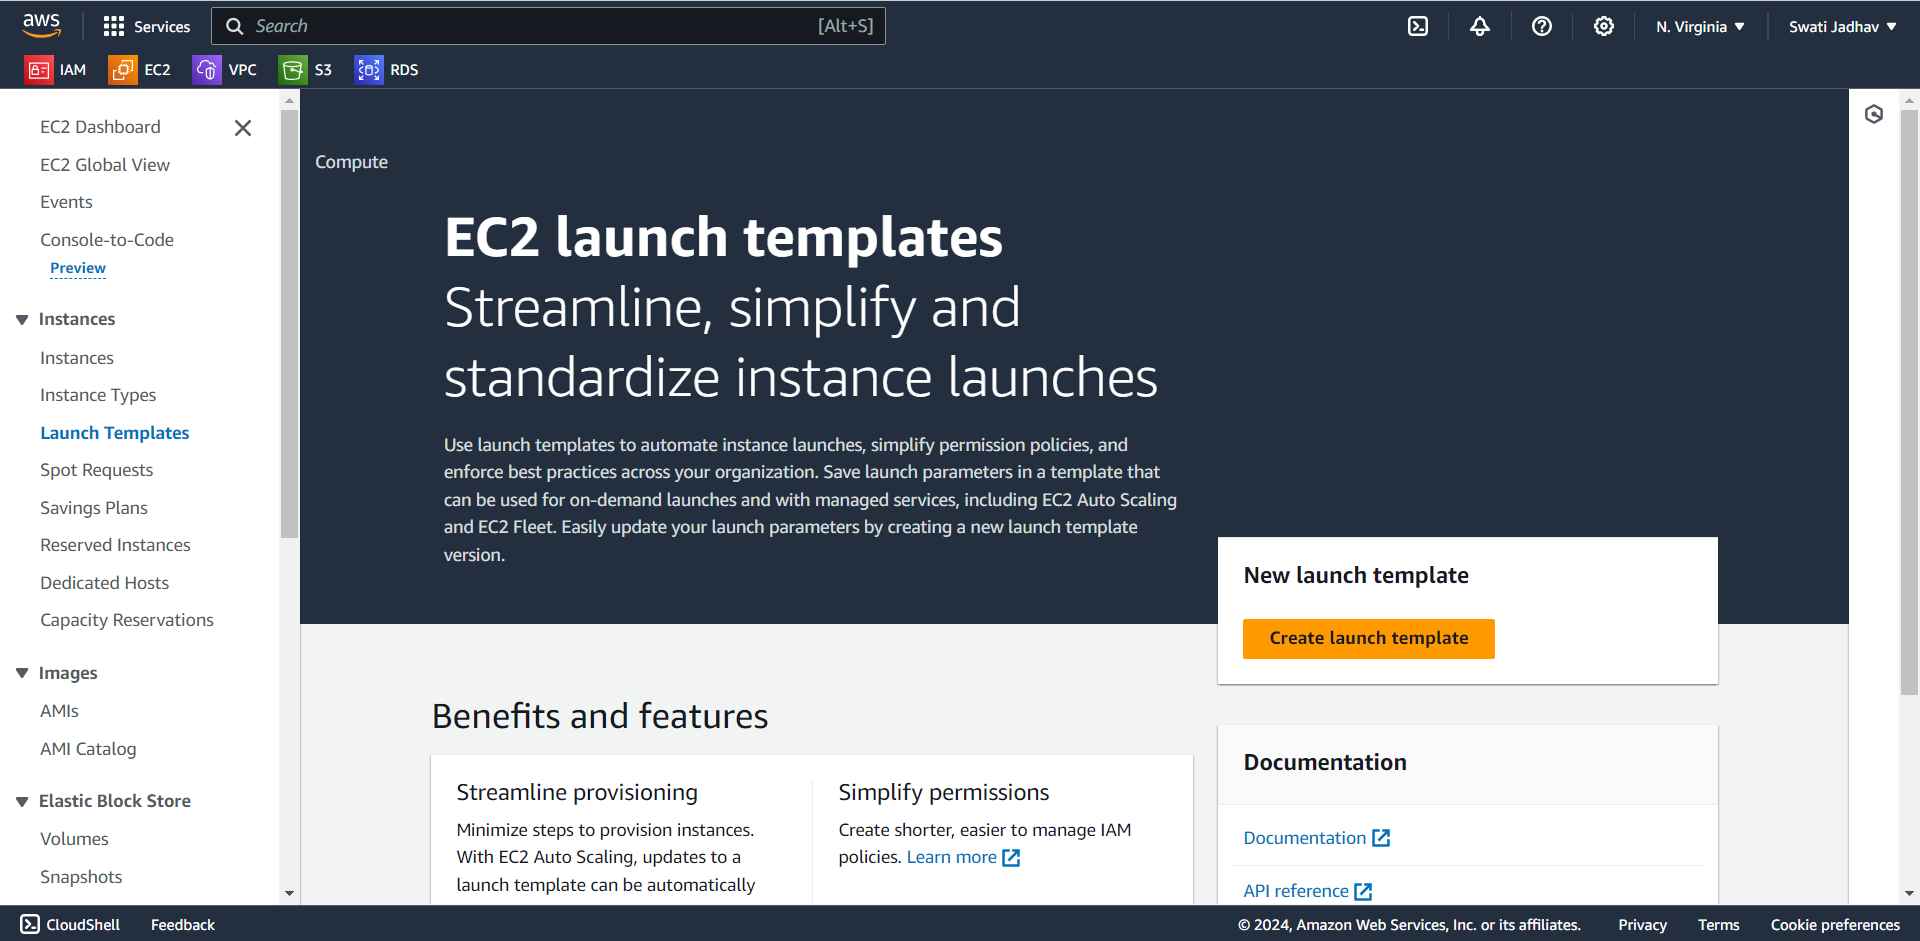 aws
Services
Search
[Alt+S]
N. Virginia
Swati Jadhav
IAM
EC2
VPC
S3
RDS
EC2 Dashboard
EC2 Global View
Events
Console-to-Code
Preview
Instances
Instances
Instance Types
Launch Templates
Spot Requests
Savings Plans
Reserved Instances
Dedicated Hosts
Capacity Reservations
Images
AMIs
AMI Catalog
Elastic Block Store
Volumes
Snapshots
Compute
EC2 launch templates
Streamline, simplify and
standardize instance launches
Use launch templates to automate instance launches, simplify permission policies, and
enforce best practices across your organization. Save launch parameters in a template that
can be used for on-demand launches and with managed services, including EC2 Auto Scaling
and EC2 Fleet. Easily update your launch parameters by creating a new launch template
version.
New launch template
Create launch template
Benefits and features
Streamline provisioning
Minimize steps to provision instances.
With EC2 Auto Scaling, updates to a
launch template can be automatically
Simplify permissions
Create shorter, easier to manage IAM
policies. Learn more
Documentation
Documentation
API reference
CloudShell
Feedback
© 2024, Amazon Web Services, Inc. or its affiliates.
Privacy
Terms
Cookie preferences